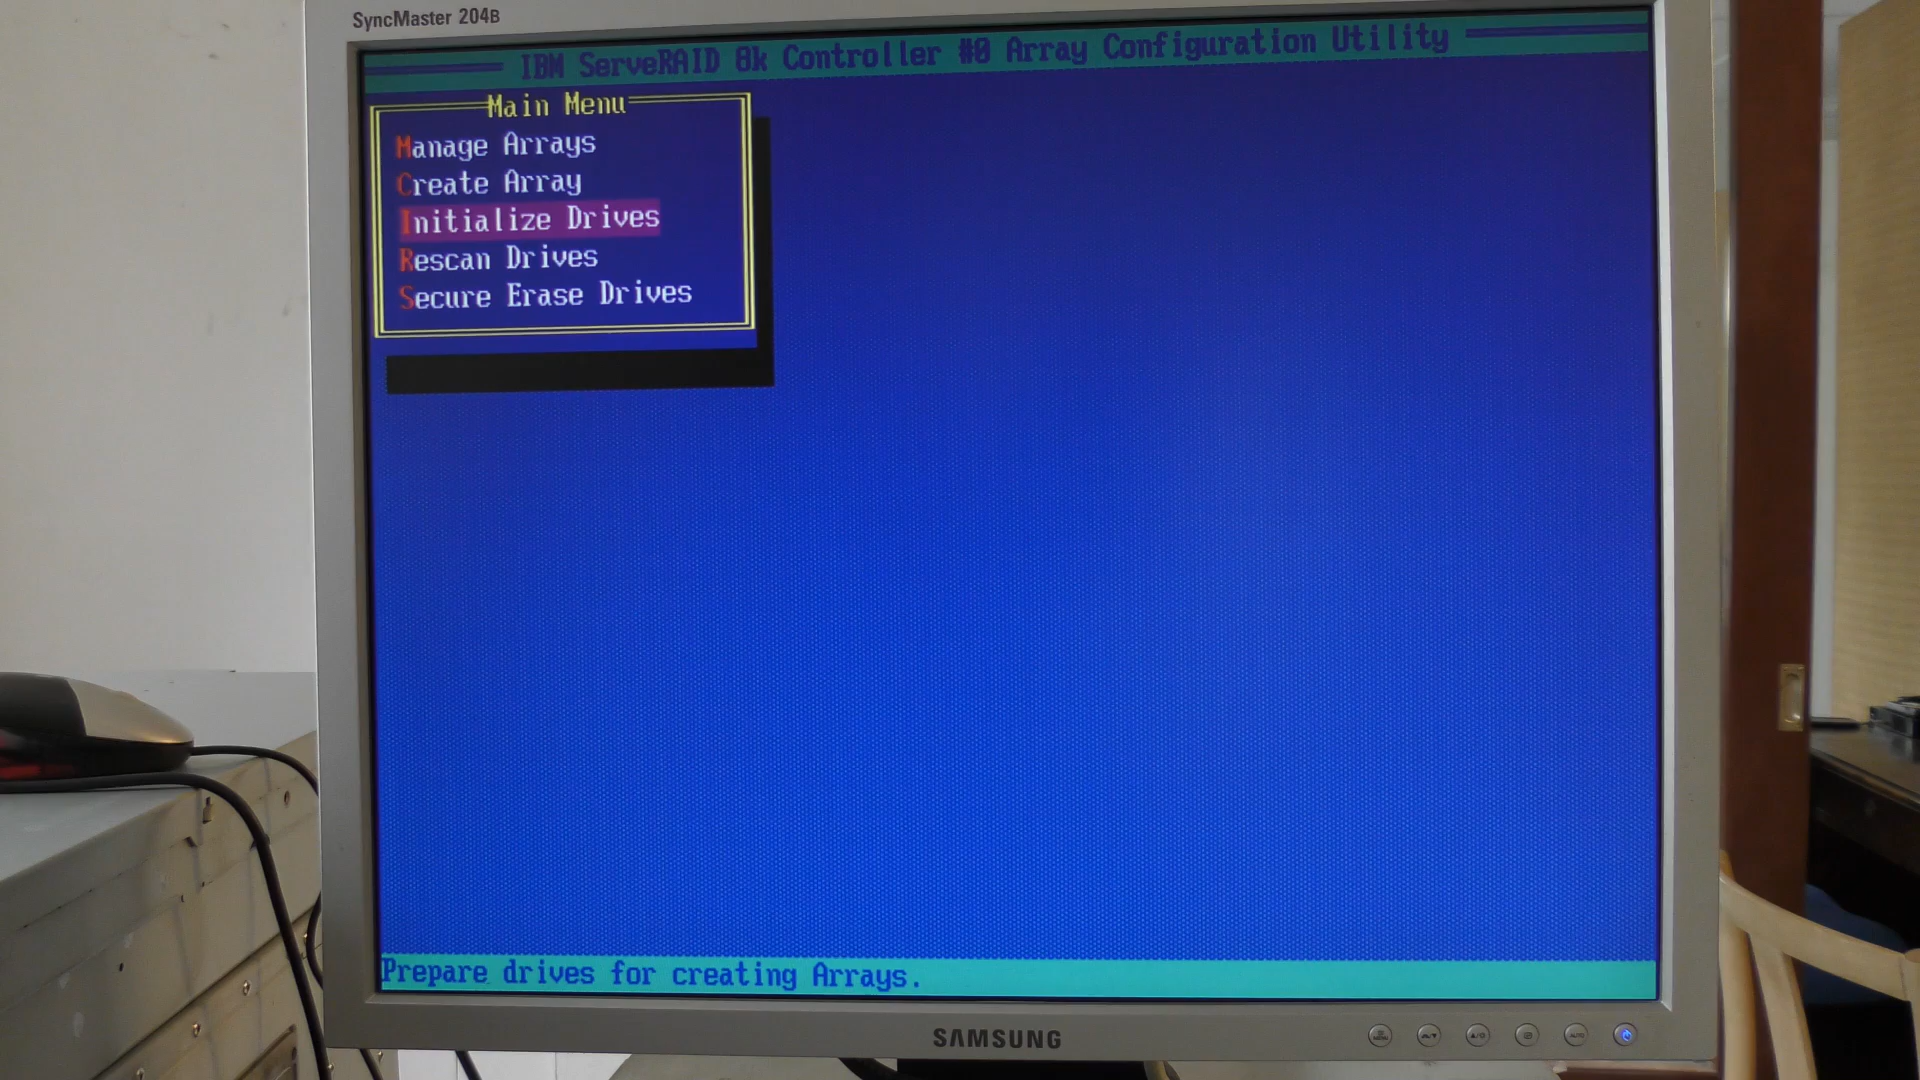 SyncMaster 204B
IBM ServeRAID 8k Controller #0 Array Configuration Utility
Main Menu
Manage Arrays
Create Array
Initialize Drives
Rescan Drives
Secure Erase Drives
Prepare drives for creating Arrays.
SAMSUNG